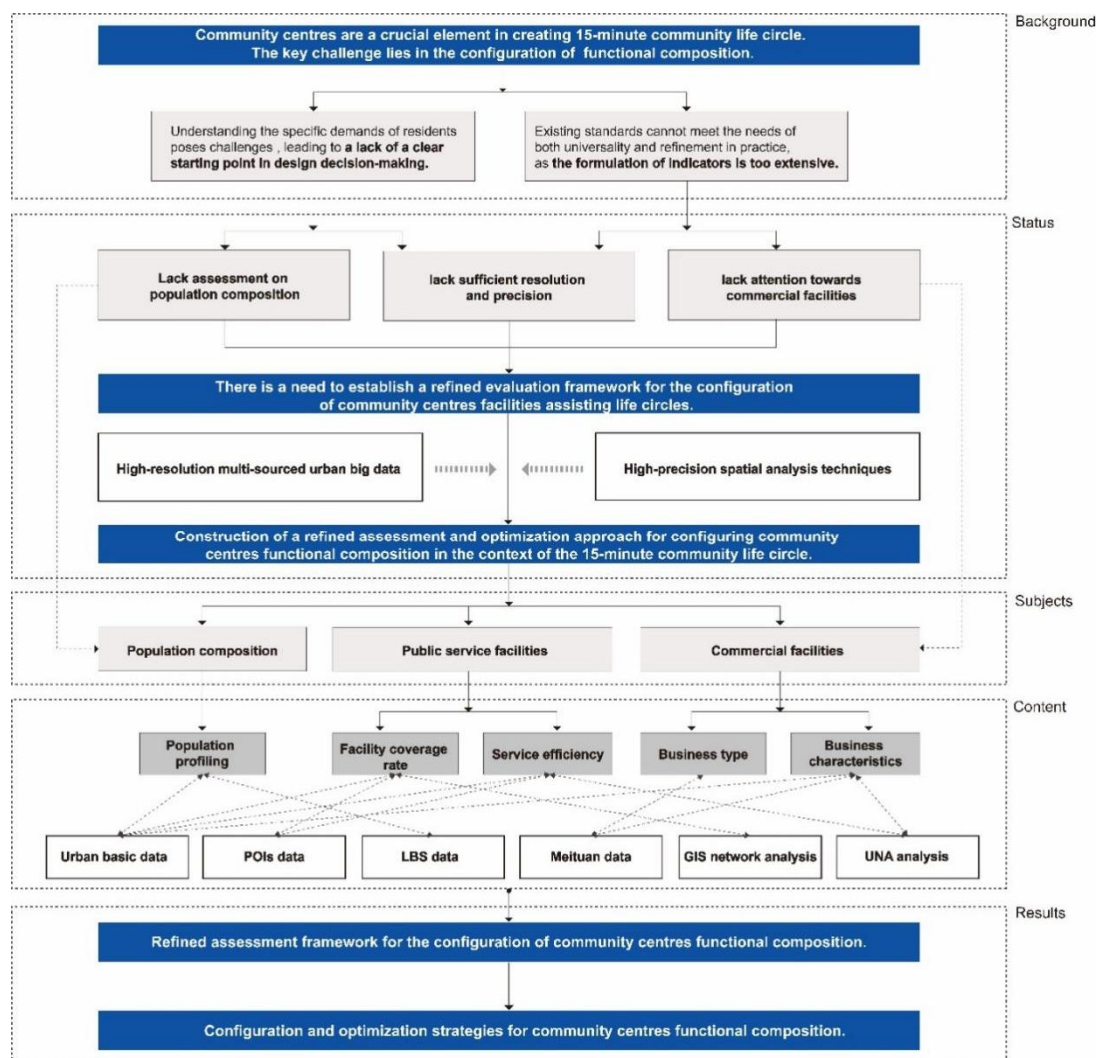 Background
Community centres are a crucial element in creating 15-minute community life circle.
The key challenge lies in the configuration of functional composition.
Understanding the specific demands of residents
poses challenges , leading to a lack of a clear
starting point in design decision-making.
Existing standards cannot meet the needs of
both universality and refinement in practice,
as the formulation of indicators is too extensive.
Status
Lack assessment on
population composition
lack sufficient resolution
and precision
lack attention towards
commercial facilities
There is a need to establish a refined evaluation framework for the configuration
of community centres facilities assisting life circles.
High-resolution multi-sourced urban big data
High-precision spatial analysis techniques
Construction of a refined assessment and optimization approach for configuring community
centres functional composition in the context of the 15-minute community life circle.
Subjects
Population composition
Public service facilities
Commercial facilities
Content
Population
profiling
Facility coverage
rate
Service efficiency
Business type
Business
characteristics
Urban basic data
POIs data
LBS data
Meituan data
GIS network analysis
UNA analysis
Results
Refined assessment framework for the configuration of community centres functional composition.
Configuration and optimization strategies for community centres functional composition.